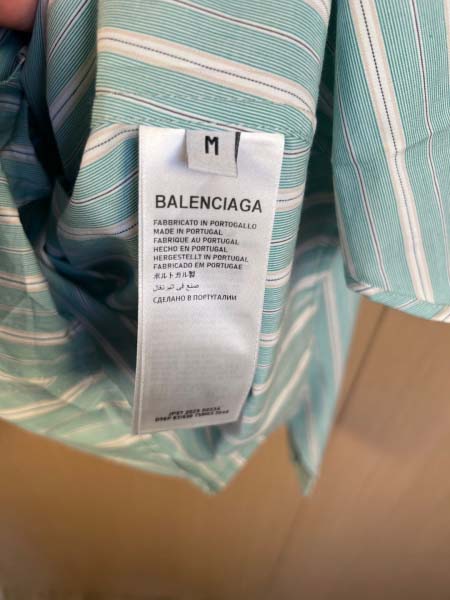 M
BALENCIAGA
FABBRICATO IN PORTOGALLO
MADE IN PORTUGAL
FABRIQUE AU PORTUGAL
HECHO EN PORTUGAL
HERGESTELLT IN PORTUGAL
FABRICADO EM PORTUGAL
ポルトガル製
صنع في البرتغال
СДЕЛАНО В ПОРТУГАЛИИ